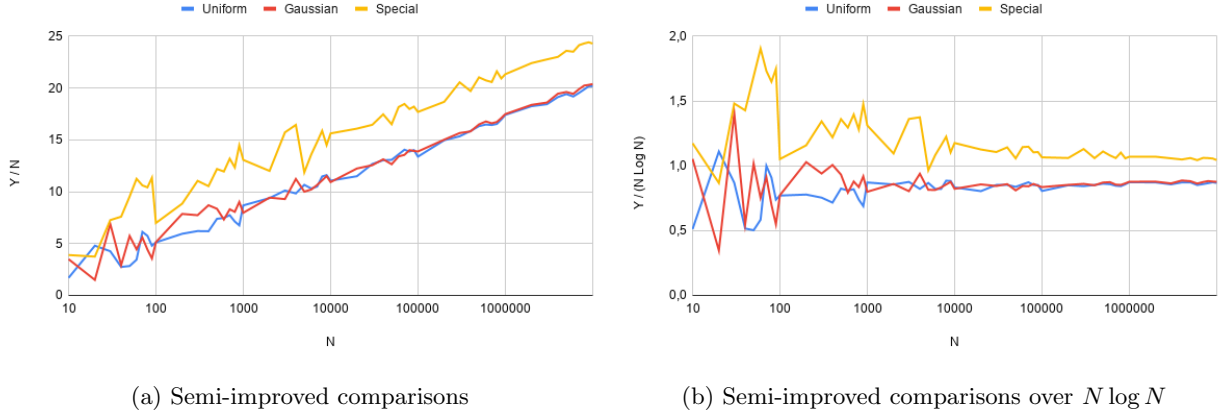 Uniform Gaussian Special
25
20
15
10
5
0
Y / N
10 100 1000 10000 100000 1000000
N
(a) Semi-improved comparisons
Uniform Gaussian Special
2,0
1,5
1,0
0,5
0,0
Y / (N Log N)
10 100 1000 10000 100000 1000000
N
(b) Semi-improved comparisons over N log N